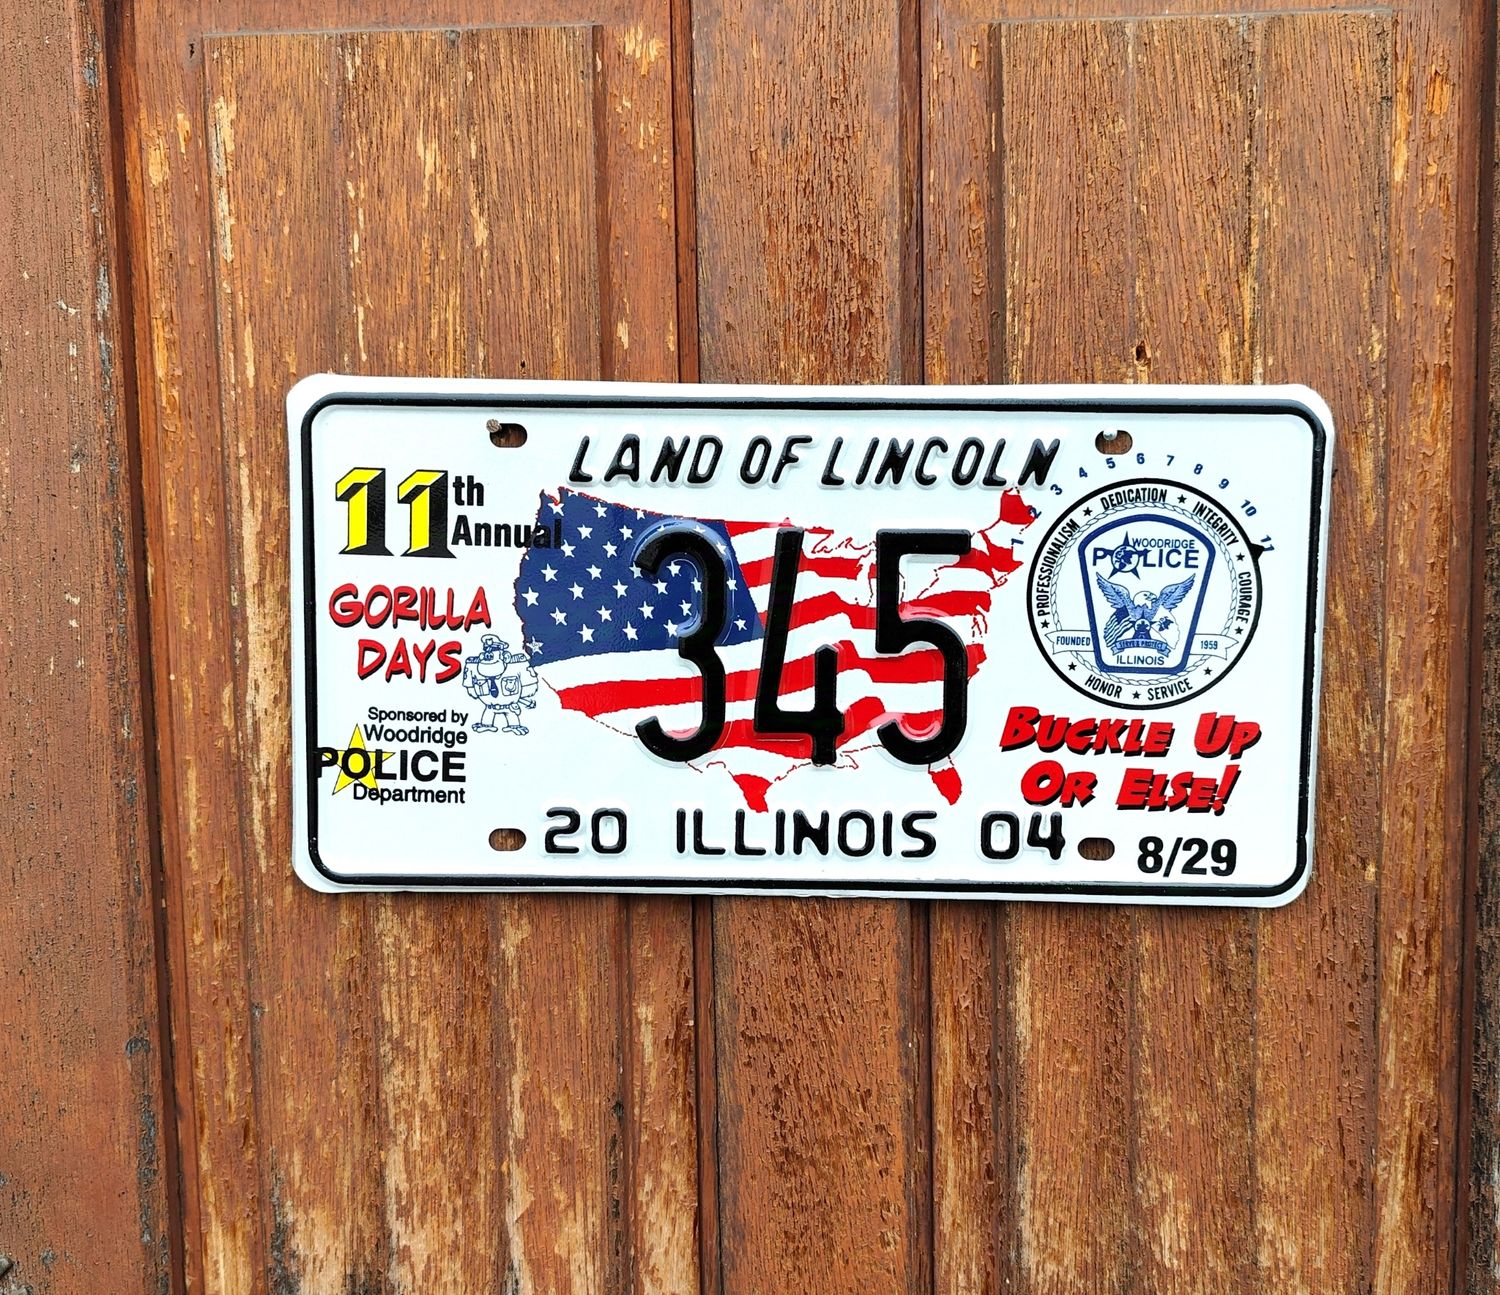 LAND OF LINCOLN
11th
Annual
GORILLA
DAYS
Sponsored by
Woodridge
POLICE
Department
345
1 2 3 4 5 6 7 8 9 10 11
PROFESSIONALISM ★ DEDICATION ★ INTEGRITY ★ COURAGE ★
WOODRIDGE
POLICE
SERVE & PROTECT
ILLINOIS
FOUNDED 1959
★ HONOR ★ SERVICE ★
BUCKLE UP
OR ELSE!
20 ILLINOIS 04
8/29